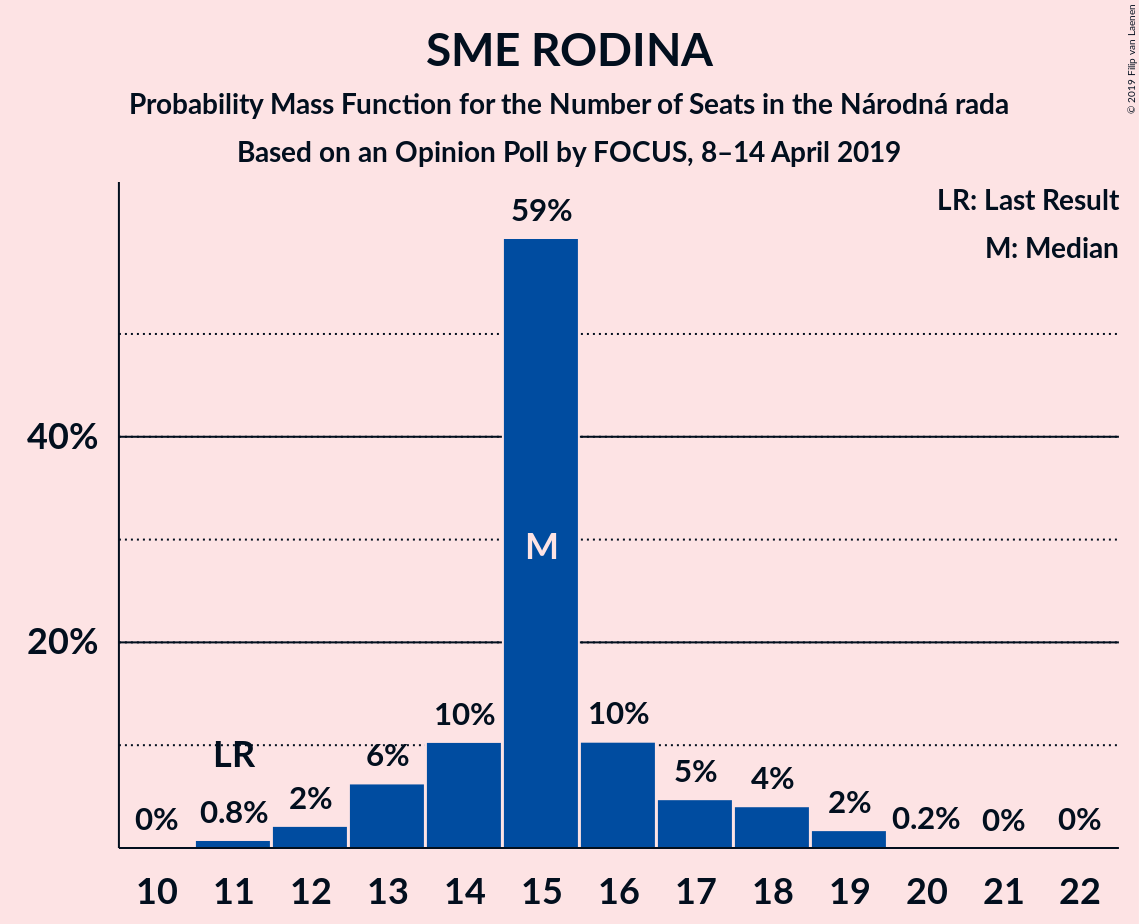 SME RODINA
Probability Mass Function for the Number of Seats in the Národná rada
Based on an Opinion Poll by FOCUS, 8–14 April 2019
© 2019 Filip van Laenen
LR: Last Result
M: Median
59%
40%
M
20%
10%
10%
LR
6%
5%
4%
0%
0.8%
2%
2%
0.2%
0%
0%
10 11 12 13 14 15 16 17 18 19 20 21 22